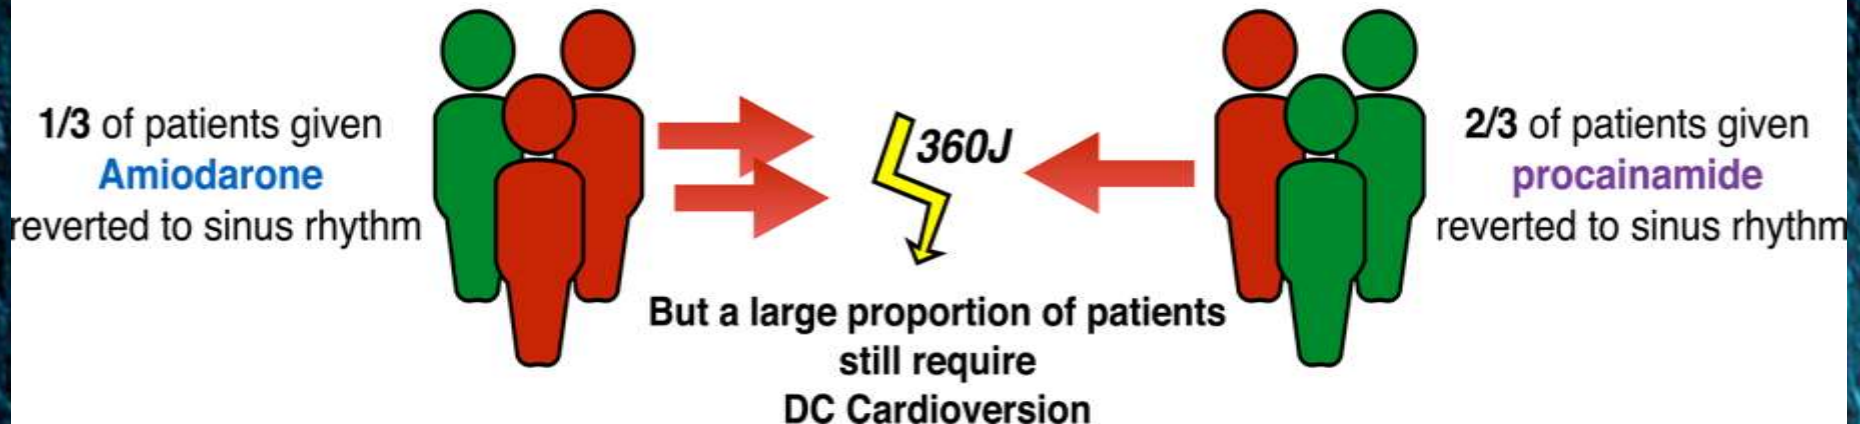 1/3 of patients given
Amiodarone
reverted to sinus rhythm
360J
But a large proportion of patients
still require
DC Cardioversion
2/3 of patients given
procainamide
reverted to sinus rhythm